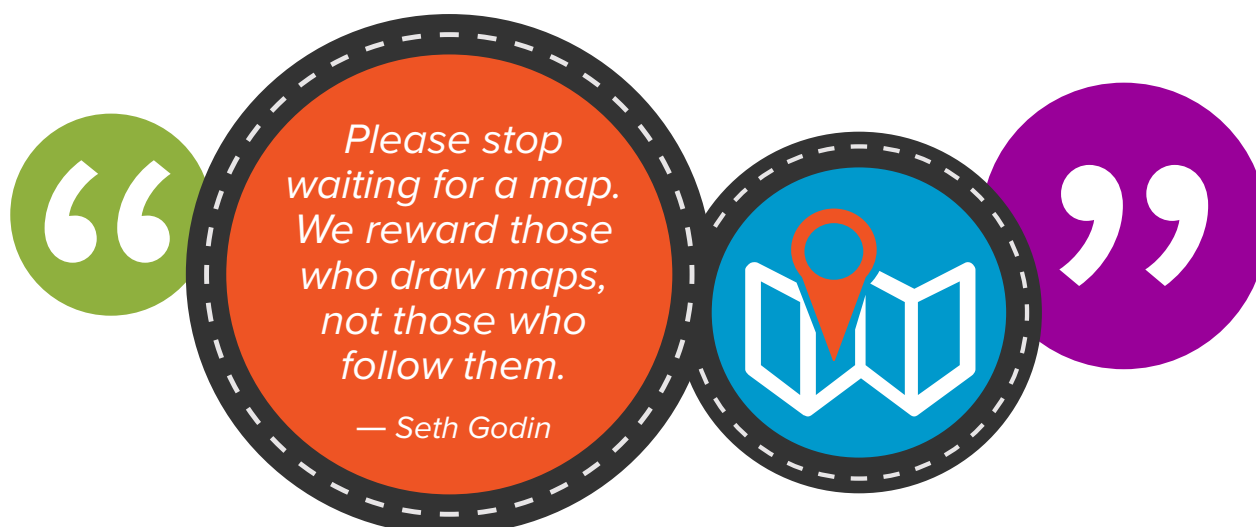 “
Please stop
waiting for a map.
We reward those
who draw maps,
not those who
follow them.
— Seth Godin
”